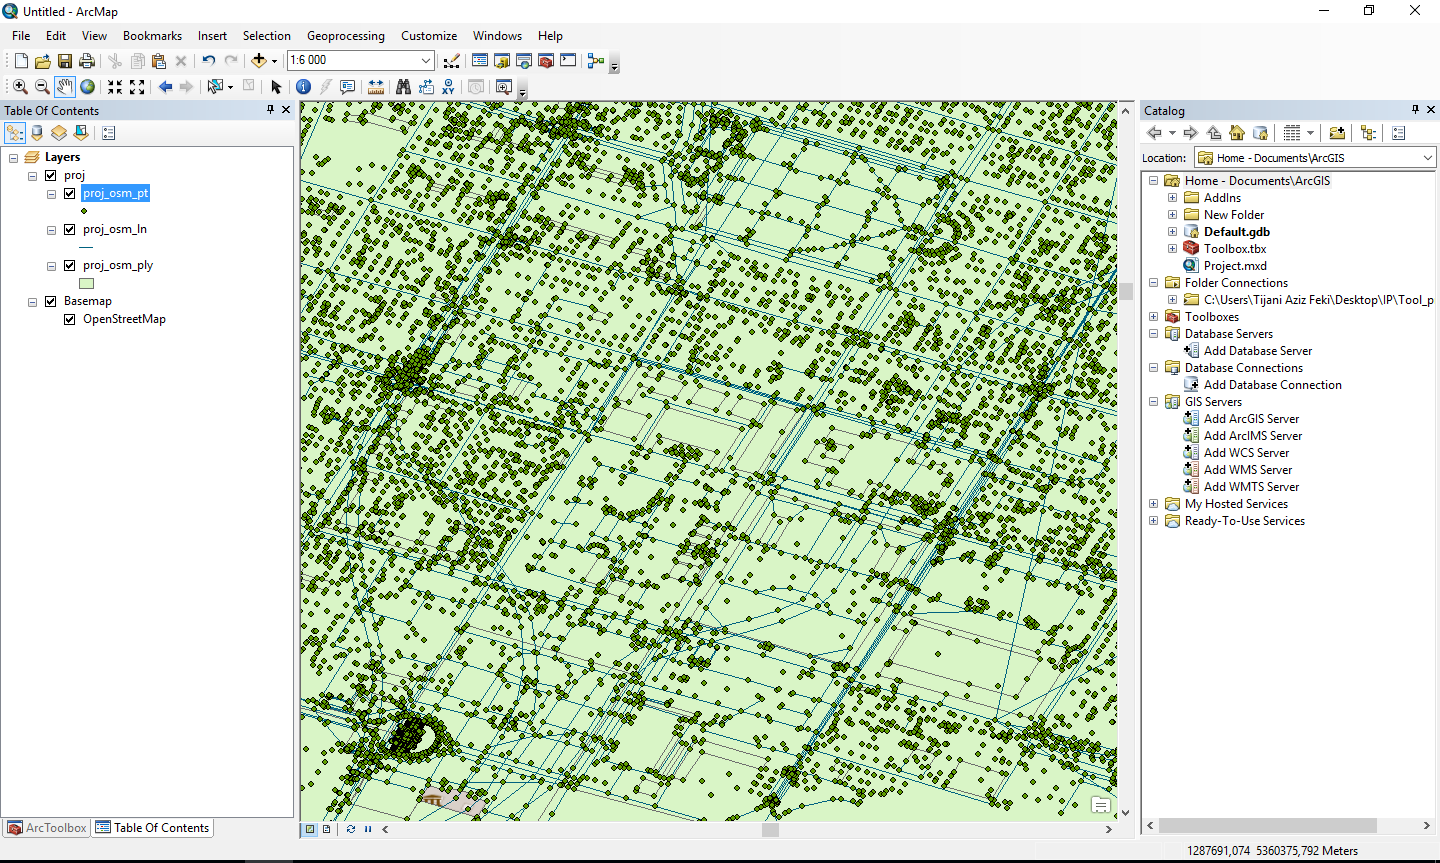 Untitled - ArcMap
File Edit View Bookmarks Insert Selection Geoprocessing Customize Windows Help
1:6 000
Table Of Contents
Layers
proj
proj_osm_pt
proj_osm_ln
proj_osm_ply
Basemap
OpenStreetMap
ArcToolbox
Table Of Contents
Catalog
Location: Home - Documents\ArcGIS
Home - Documents\ArcGIS
AddIns
New Folder
Default.gdb
Toolbox.tbx
Project.mxd
Folder Connections
C:\Users\Tijani Aziz Feki\Desktop\IP\Tool_p
Toolboxes
Database Servers
Add Database Server
Database Connections
Add Database Connection
GIS Servers
Add ArcGIS Server
Add ArcIMS Server
Add WCS Server
Add WMS Server
Add WMTS Server
My Hosted Services
Ready-To-Use Services
1287691,074 5360375,792 Meters